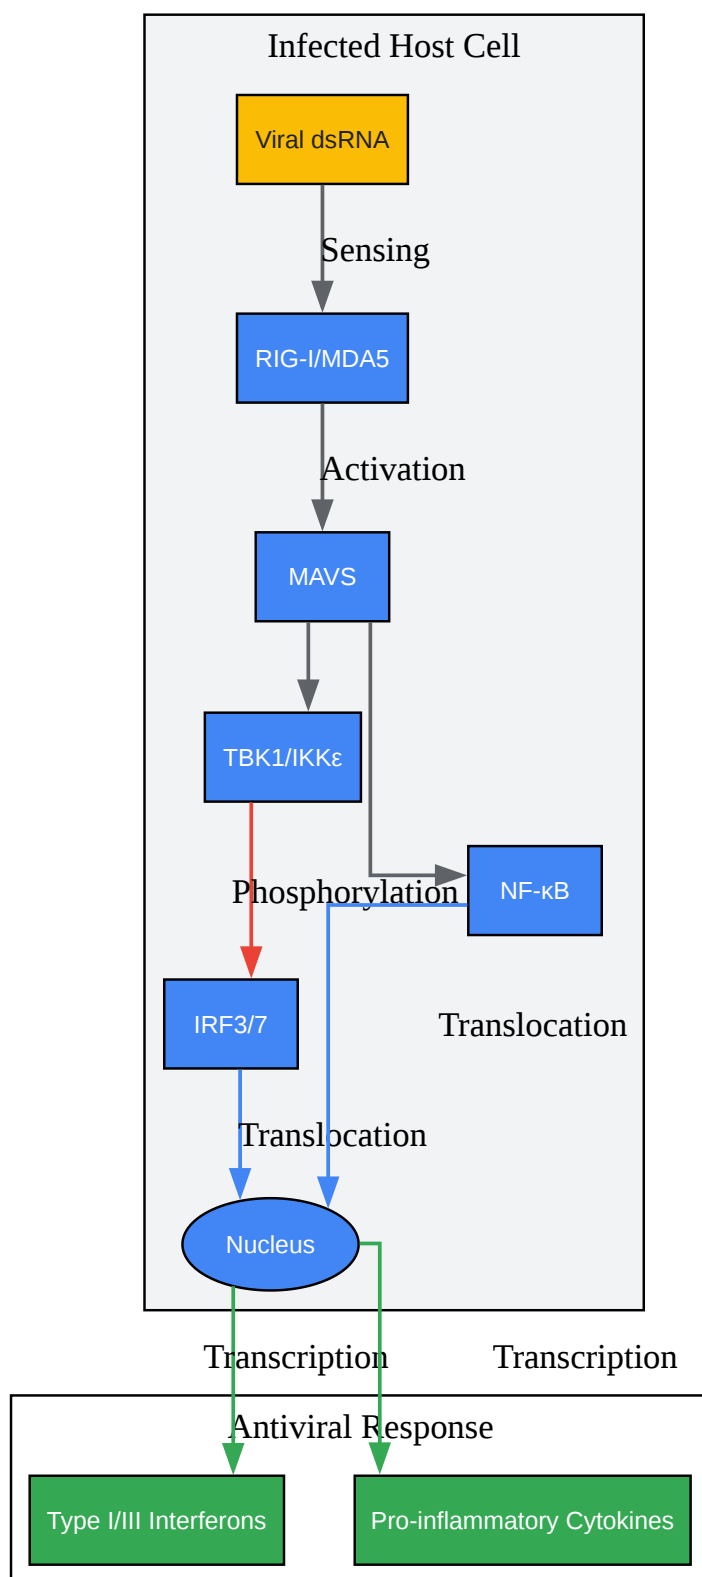 Infected Host Cell
Viral dsRNA
Sensing
RIG-I/MDA5
Activation
MAVS
TBK1/IKKε
Phosphorylation
NF-κB
IRF3/7
Translocation
Translocation
Nucleus
Transcription
Transcription
Antiviral Response
Type I/III Interferons
Pro-inflammatory Cytokines